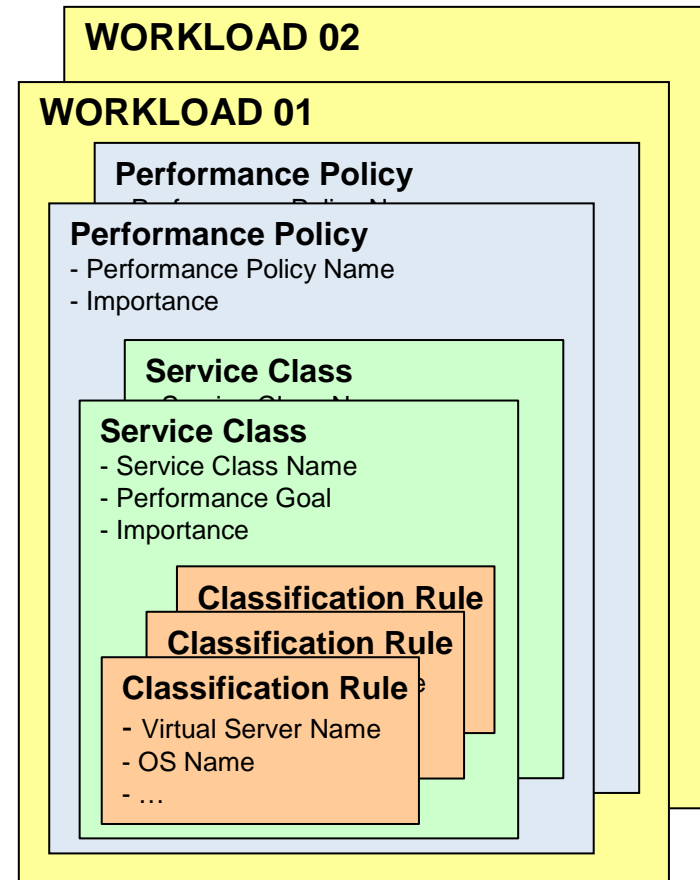 WORKLOAD 02
WORKLOAD 01
Performance Policy
Performance Policy
- Performance Policy Name
- Importance
Service Class
Service Class
- Service Class Name
- Performance Goal
- Importance
Classification Rule
Classification Rule
Classification Rule
- Virtual Server Name
- OS Name
- …